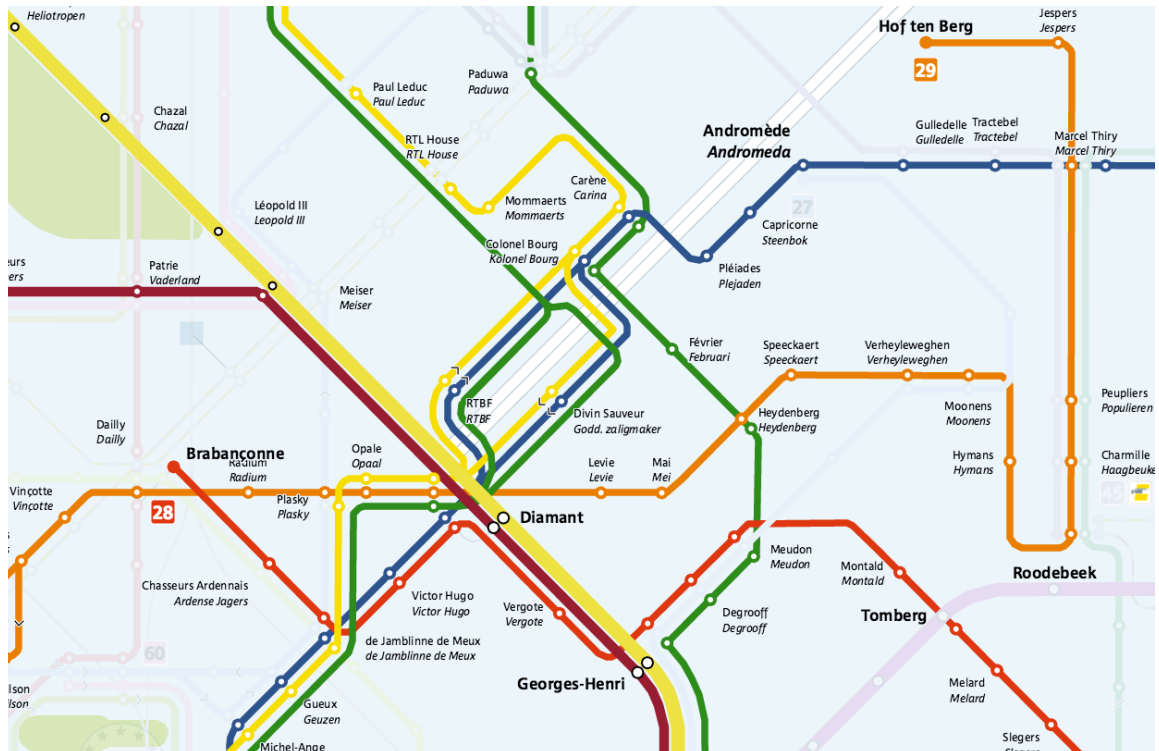 Heliotropen
Chazal
Chazal
Léopold III
Leopold III
Patrie
Vaderland
Meiser
Meiser
Dailly
Dailly
Paul Leduc
Paul Leduc
RTL House
RTL House
Mommaerts
Mommaerts
Paduwa
Paduwa
Carène
Carina
Colonel Bourg
Kolonel Bourg
Hof ten Berg
29
Jespers
Jespers
Andromède
Andromeda
Gulledelle
Gulledelle
Tractebel
Tractebel
Marcel Thiry
Marcel Thiry
27
Capricorne
Steenbok
Pléiades
Plejaden
Février
Februari
Speeckaert
Speeckaert
Verheyleweghen
Verheyleweghen
RTBF
RTBF
Divin Sauveur
Godd. zaligmaker
Heydenberg
Heydenberg
Moonens
Moonens
Peupliers
Populieren
Hymans
Hymans
Charmille
Haagbeuke
45
Brabançonne
Radium
Radium
Opale
Opaal
Levie
Levie
Mai
Mei
Vinçotte
Vinçotte
28
Plasky
Plasky
Diamant
Chasseurs Ardennais
Ardense Jagers
Victor Hugo
Victor Hugo
Vergote
Vergote
Meudon
Meudon
Montald
Montald
Roodebeek
Degrooff
Degrooff
Tomberg
60
de Jamblinne de Meux
de Jamblinne de Meux
Georges-Henri
Gueux
Geuzen
Melard
Melard
Michel-Ange
Slegers